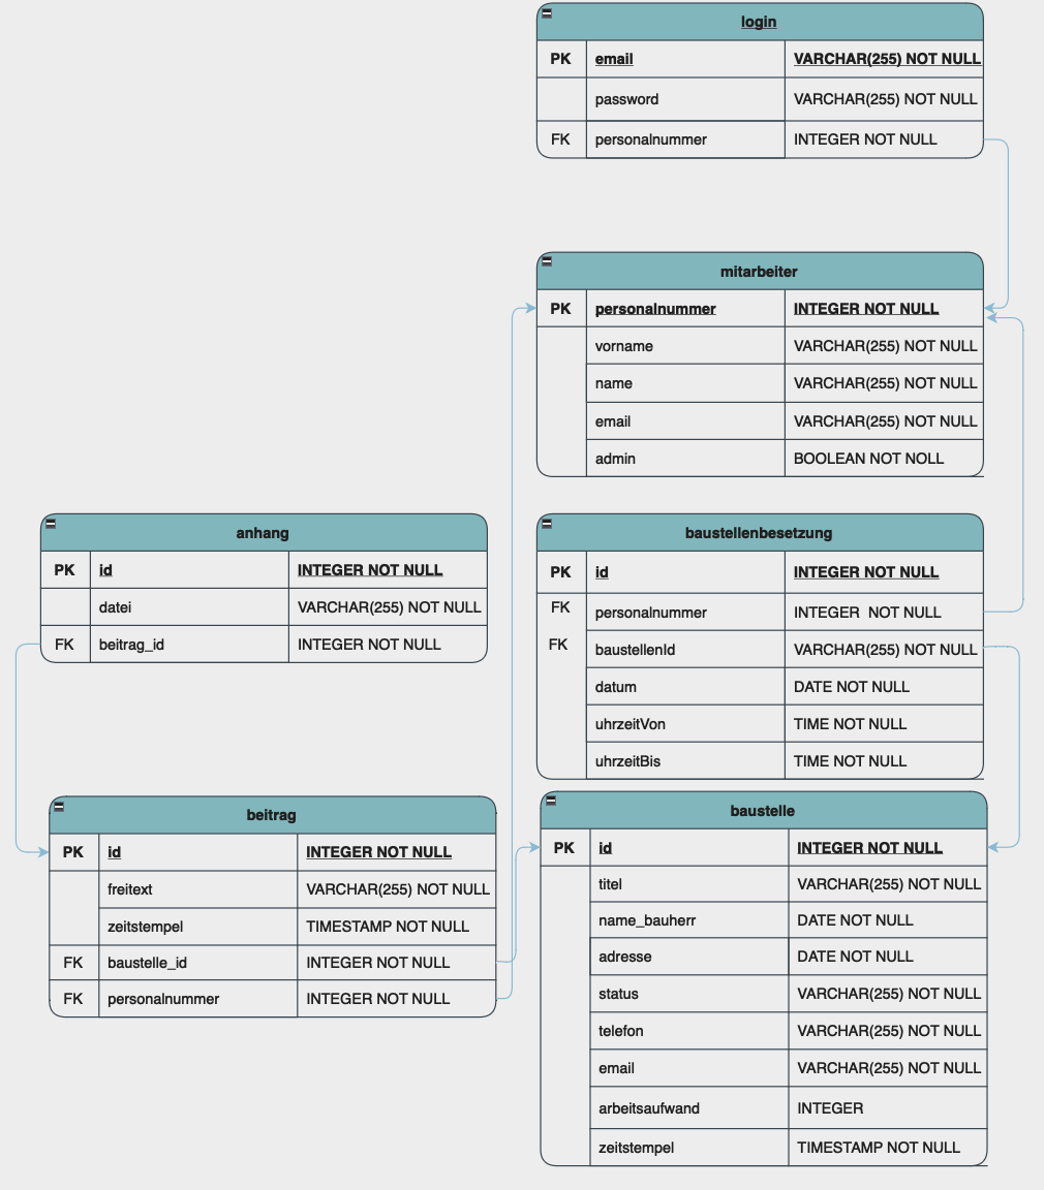 login
PK email VARCHAR(255) NOT NULL
password VARCHAR(255) NOT NULL
FK personalnummer INTEGER NOT NULL
mitarbeiter
PK personalnummer INTEGER NOT NULL
vorname VARCHAR(255) NOT NULL
name VARCHAR(255) NOT NULL
email VARCHAR(255) NOT NULL
admin BOOLEAN NOT NOLL
anhang
PK id INTEGER NOT NULL
datei VARCHAR(255) NOT NULL
FK beitrag_id INTEGER NOT NULL
baustellenbesetzung
PK id INTEGER NOT NULL
FK personalnummer INTEGER NOT NULL
FK baustellenId VARCHAR(255) NOT NULL
datum DATE NOT NULL
uhrzeitVon TIME NOT NULL
uhrzeitBis TIME NOT NULL
beitrag
PK id INTEGER NOT NULL
freitext VARCHAR(255) NOT NULL
zeitstempel TIMESTAMP NOT NULL
FK baustelle_id INTEGER NOT NULL
FK personalnummer INTEGER NOT NULL
baustelle
PK id INTEGER NOT NULL
titel VARCHAR(255) NOT NULL
name_bauherr DATE NOT NULL
adresse DATE NOT NULL
status VARCHAR(255) NOT NULL
telefon VARCHAR(255) NOT NULL
email VARCHAR(255) NOT NULL
arbeitsaufwand INTEGER
zeitstempel TIMESTAMP NOT NULL